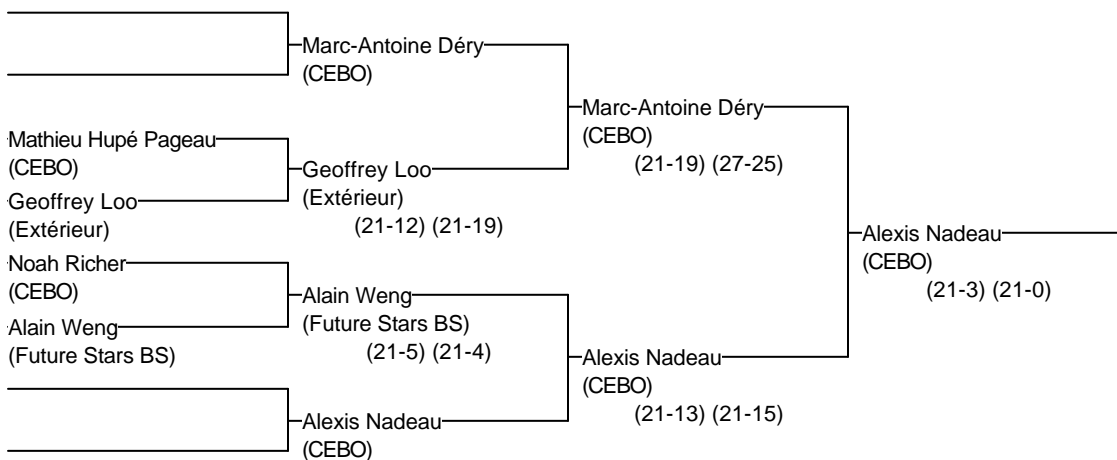 Marc-Antoine Déry
(CEBO)
Marc-Antoine Déry
(CEBO)
(21-19) (27-25)
Mathieu Hupé Pageau
(CEBO)
Geoffrey Loo
(Extérieur)
(21-12) (21-19)
Geoffrey Loo
(Extérieur)
Alexis Nadeau
(CEBO)
(21-3) (21-0)
Noah Richer
(CEBO)
Alain Weng
(Future Stars BS)
(21-5) (21-4)
Alain Weng
(Future Stars BS)
Alexis Nadeau
(CEBO)
(21-13) (21-15)
Alexis Nadeau
(CEBO)